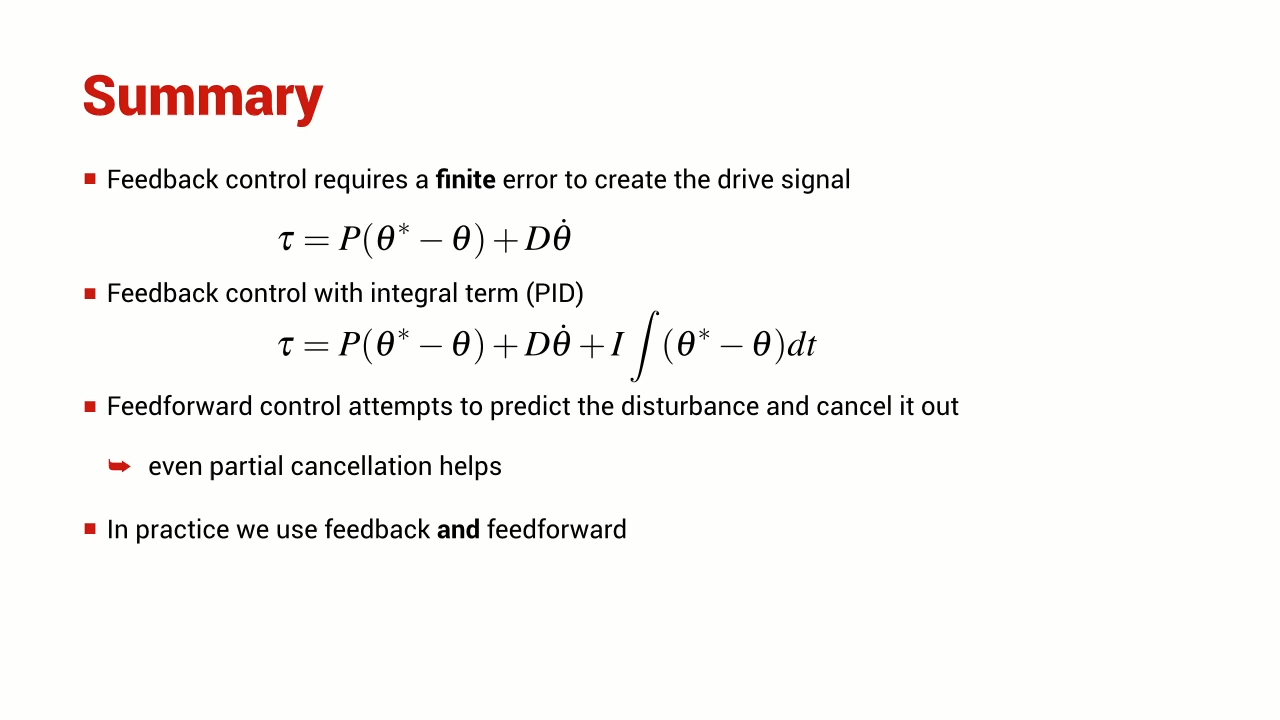 Summary
■ Feedback control requires a finite error to create the drive signal
τ = P(θ* − θ) + Dθ̇
■ Feedback control with integral term (PID)
τ = P(θ* − θ) + Dθ̇ + I ∫ (θ* − θ)dt
■ Feedforward control attempts to predict the disturbance and cancel it out
➥ even partial cancellation helps
■ In practice we use feedback and feedforward